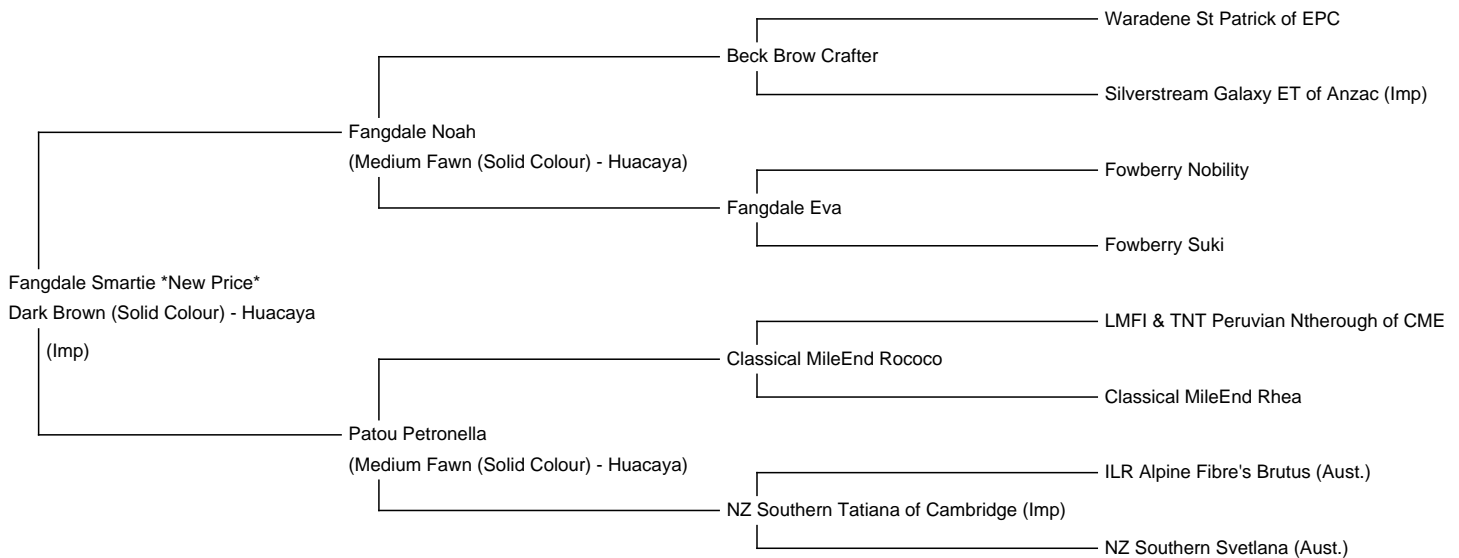 Waradene St Patrick of EPC
Beck Brow Crafter
Silverstream Galaxy ET of Anzac (Imp)
Fangdale Noah
(Medium Fawn (Solid Colour) - Huacaya)
Fowberry Nobility
Fangdale Eva
Fowberry Suki
Fangdale Smartie *New Price*
Dark Brown (Solid Colour) - Huacaya
(Imp)
LMFI & TNT Peruvian Ntherough of CME
Classical MileEnd Rococo
Classical MileEnd Rhea
Patou Petronella
(Medium Fawn (Solid Colour) - Huacaya)
ILR Alpine Fibre's Brutus (Aust.)
NZ Southern Tatiana of Cambridge (Imp)
NZ Southern Svetlana (Aust.)